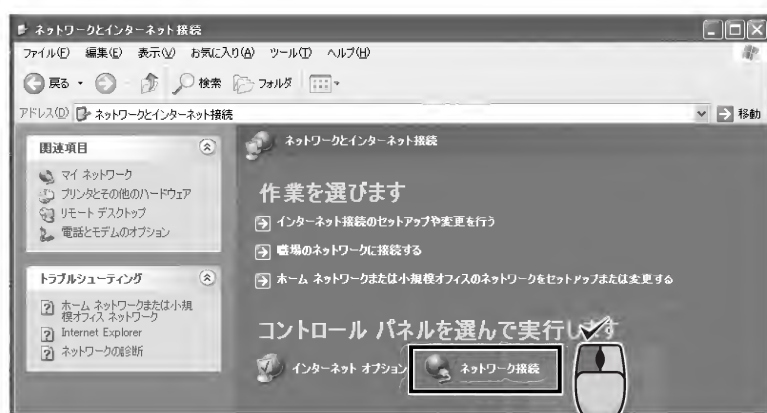 ネットワークとインターネット接続
ファイル(F) 編集(E) 表示(V) お気に入り(A) ツール(T) ヘルプ(H)
戻る 検索 フォルダ
アドレス(D) ネットワークとインターネット接続 移動
関連項目
マイ ネットワーク
プリンタとその他のハードウェア
リモート デスクトップ
電話とモデムのオプション
トラブルシューティング
ホーム ネットワークまたは小規
模オフィス ネットワーク
Internet Explorer
ネットワークの診断
ネットワークとインターネット接続
作業を選びます
インターネット接続のセットアップや変更を行う
職場のネットワークに接続する
ホーム ネットワークまたは小規模オフィスのネットワークをセットアップまたは変更する
コントロール パネルを選んで実行します
インターネット オプション ネットワーク接続